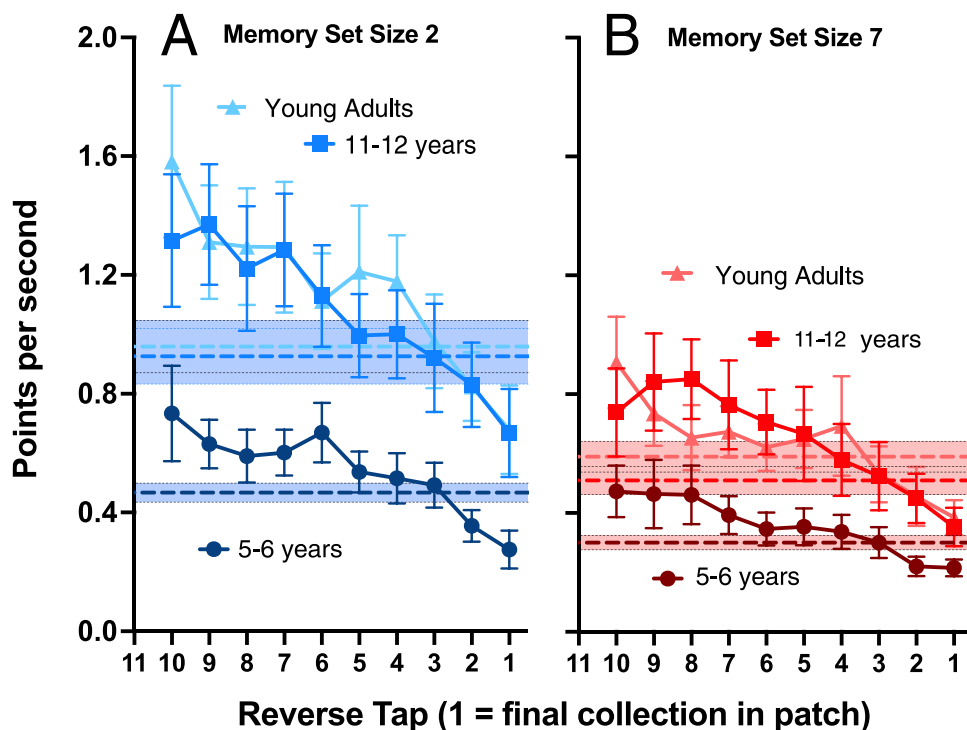 A Memory Set Size 2
B Memory Set Size 7
Points per second
2.0
1.6
1.2
0.8
0.4
0.0
Young Adults
11-12 years
5-6 years
Young Adults
11-12 years
5-6 years
11 10 9 8 7 6 5 4 3 2 1
11 10 9 8 7 6 5 4 3 2 1
Reverse Tap (1 = final collection in patch)